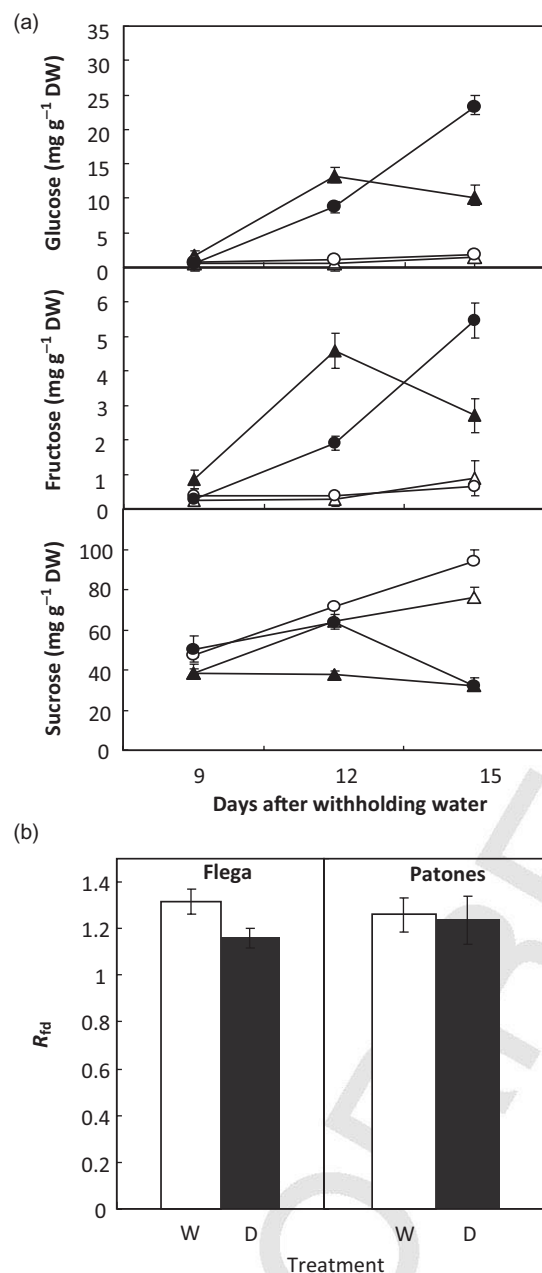 (a)
35
30
25
20
15
10
5
0
Glucose (mg g⁻¹ DW)
6
5
4
3
2
1
0
Fructose (mg g⁻¹ DW)
100
80
60
40
20
0
Sucrose (mg g⁻¹ DW)
9 12 15
Days after withholding water
(b)
Flega Patones
1.4
1.2
1
0.8
0.6
0.4
0.2
0
Rfd
W D W D
Treatment